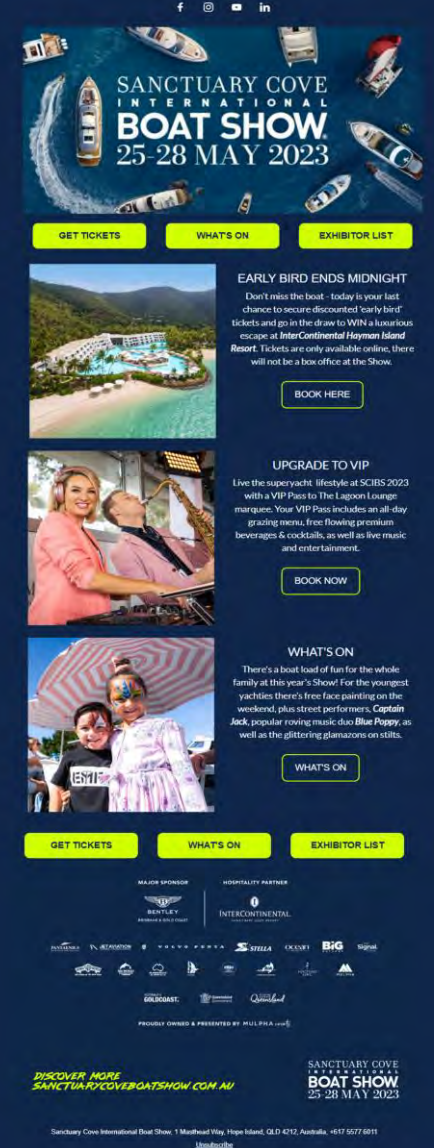 SANCTUARY COVE
INTERNATIONAL
BOAT SHOW
25-28 MAY 2023
GET TICKETS
WHAT'S ON
EXHIBITOR LIST
EARLY BIRD ENDS MIDNIGHT
Don't miss the boat - today is your last
chance to secure discounted 'early bird'
tickets and go in the draw to WIN a luxurious
escape at InterContinental Hayman Island
Resort. Tickets are only available online, there
will not be a box office at the Show.
BOOK HERE
UPGRADE TO VIP
Live the superyacht lifestyle at SCIBS 2023
with a VIP Pass to The Lagoon Lounge
marquee. Your VIP Pass includes an all-day
grazing menu, free flowing premium
beverages & cocktails, as well as live music
and entertainment.
BOOK NOW
WHAT'S ON
There's a boat load of fun for the whole
family at this year's Show! For the youngest
yachties there's free face painting on the
weekend, plus street performers, Captain
Jack, popular roving music duo Blue Poppy, as
well as the glittering glamazons on stilts.
WHAT'S ON
GET TICKETS
WHAT'S ON
EXHIBITOR LIST
MAJOR SPONSOR
HOSPITALITY PARTNER
BENTLEY
BRISBANE & GOLD COAST
INTERCONTINENTAL
VOLVO PENTA
STELLA
OCEAN
BIG
Signal
GOLDCOAST.
Queensland
PROUDLY OWNED & PRESENTED BY MULPHA
DISCOVER MORE
SANCTUARYCOVEBOATSHOW.COM.AU
SANCTUARY COVE
INTERNATIONAL
BOAT SHOW
25-28 MAY 2023
Sanctuary Cove International Boat Show, 1 Masthead Way, Hope Island, QLD 4212, Australia, +617 5577 6011
Unsubscribe